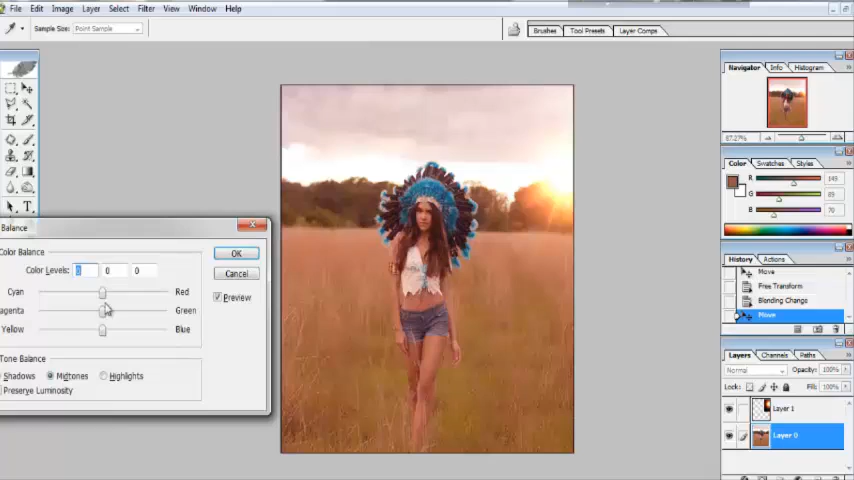 File Edit Image Layer Select Filter View Window Help
Sample Size: Point Sample
Brushes Tool Presets Layer Comps
Navigator Info Histogram
87.27%
Color Swatches Styles
R 149
G 89
B 70
Balance
Color Balance
Color Levels: 0 0 0
OK
Cancel
Preview
Cyan Red
agenta Green
Yellow Blue
Tone Balance
Shadows Midtones Highlights
Preserve Luminosity
History Actions
Move
Free Transform
Blending Change
Move
Layers Channels Paths
Normal Opacity: 100%
Lock: Fill: 100%
Layer 1
Layer 0